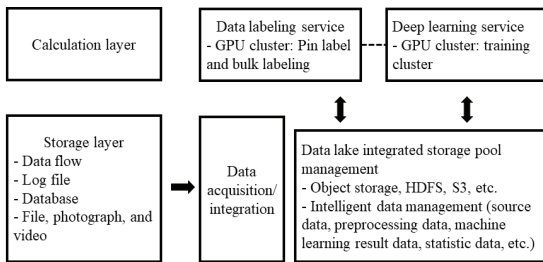 Calculation layer
Data labeling service
- GPU cluster: Pin label
and bulk labeling
Deep learning service
- GPU cluster: training
cluster
Storage layer
- Data flow
- Log file
- Database
- File, photograph, and
video
Data
acquisition/
integration
Data lake integrated storage pool
management
- Object storage, HDFS, S3, etc.
- Intelligent data management (source
data, preprocessing data, machine
learning result data, statistic data, etc.)